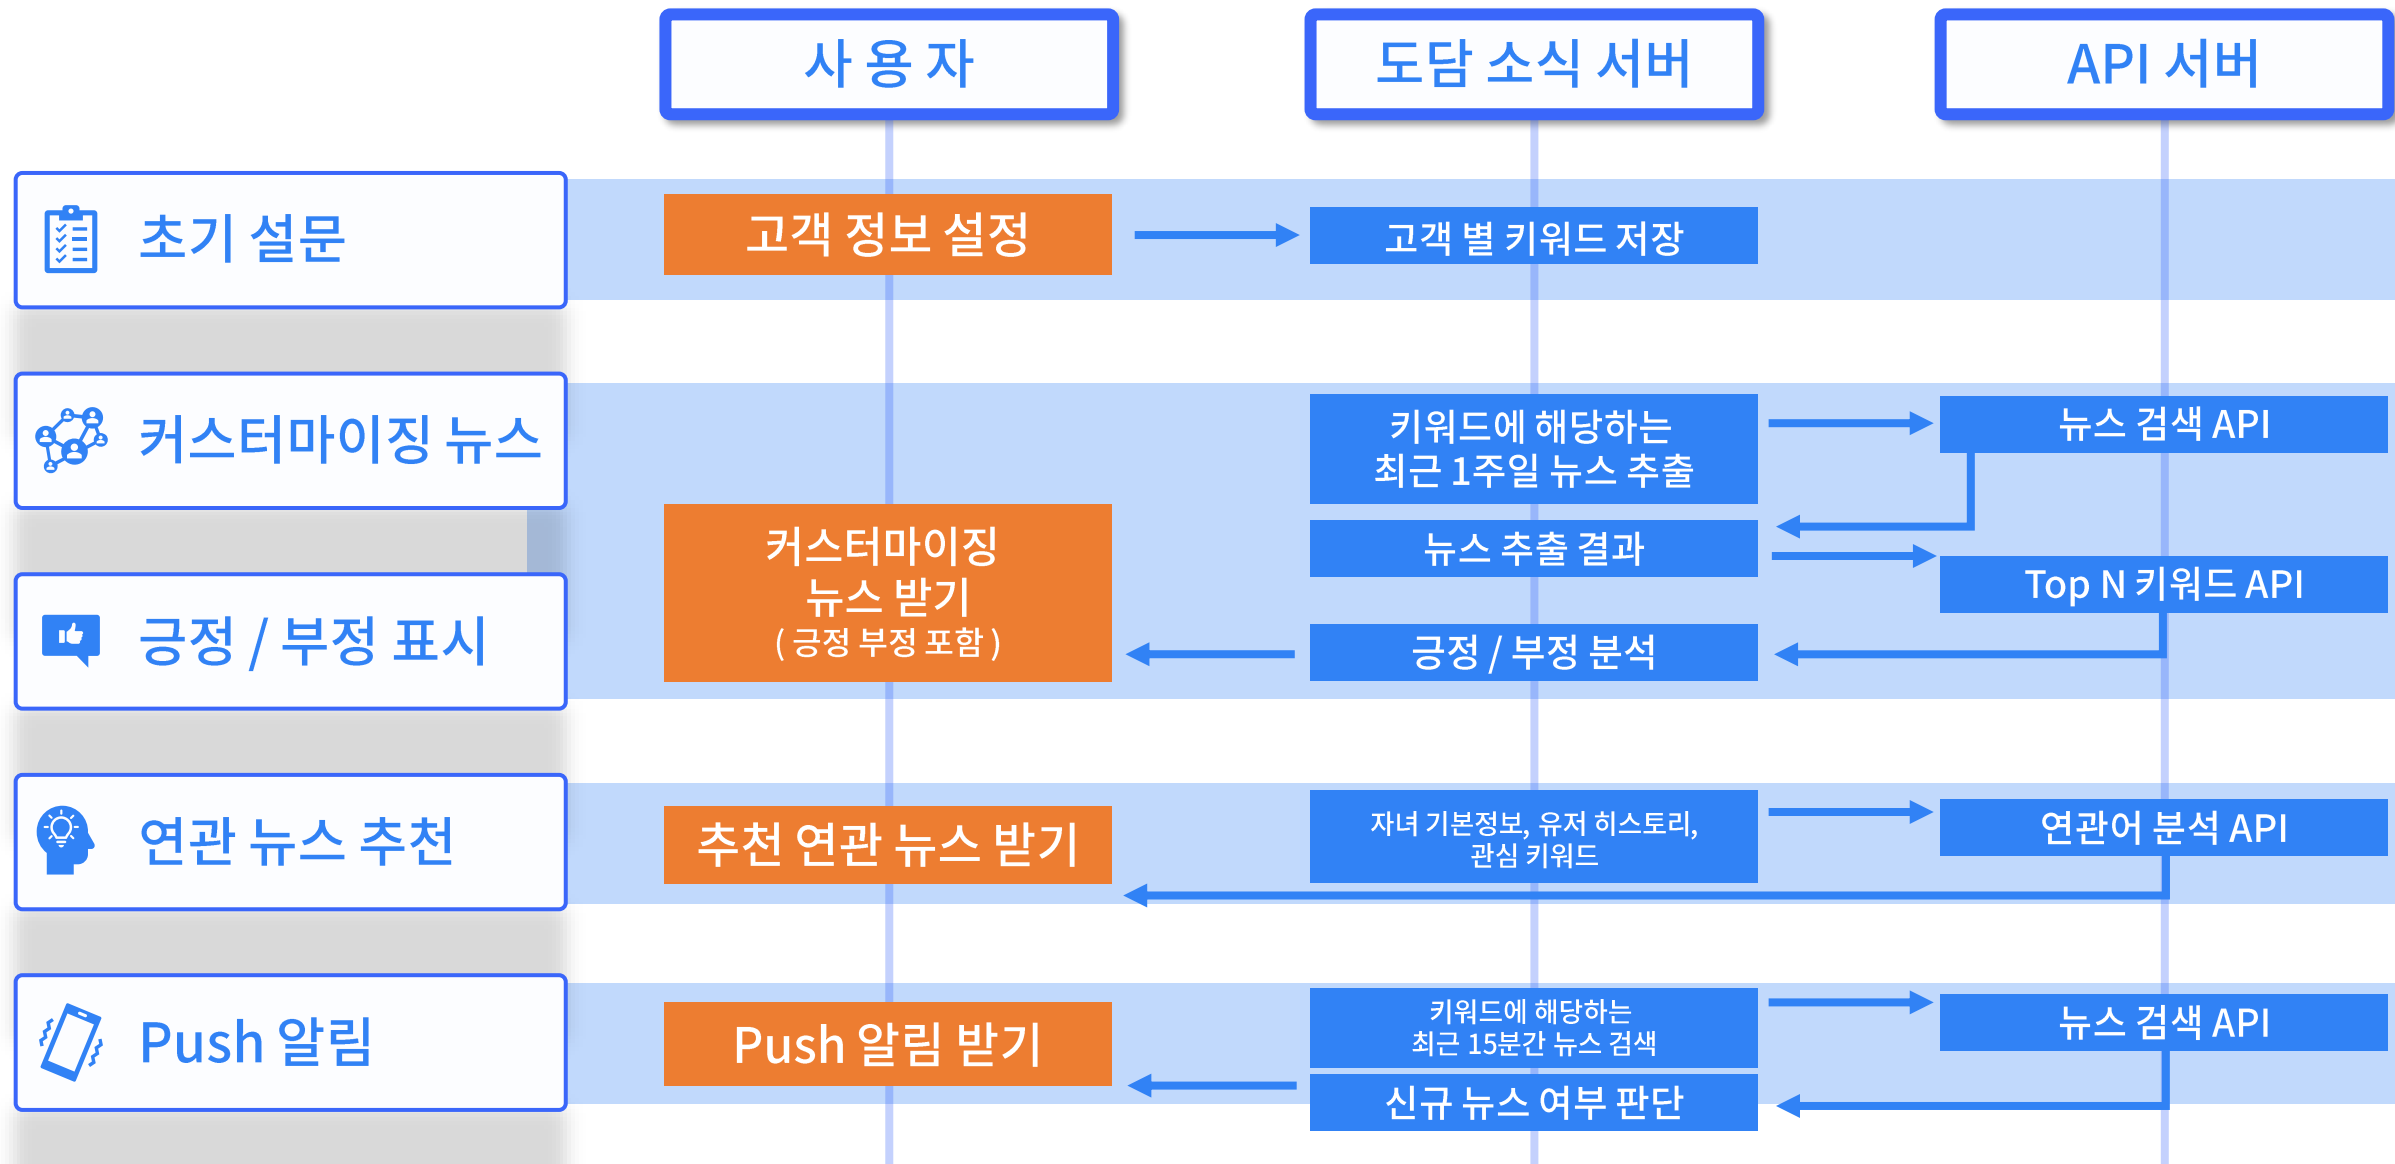 사 용 자
도담 소식 서버
API 서버
초기 설문
고객 정보 설정
고객 별 키워드 저장
커스터마이징 뉴스
키워드에 해당하는
최근 1주일 뉴스 추출
뉴스 검색 API
커스터마이징
뉴스 받기
( 긍정 부정 포함 )
뉴스 추출 결과
Top N 키워드 API
긍정 / 부정 표시
긍정 / 부정 분석
연관 뉴스 추천
추천 연관 뉴스 받기
자녀 기본정보, 유저 히스토리,
관심 키워드
연관어 분석 API
Push 알림
Push 알림 받기
키워드에 해당하는
최근 15분간 뉴스 검색
뉴스 검색 API
신규 뉴스 여부 판단